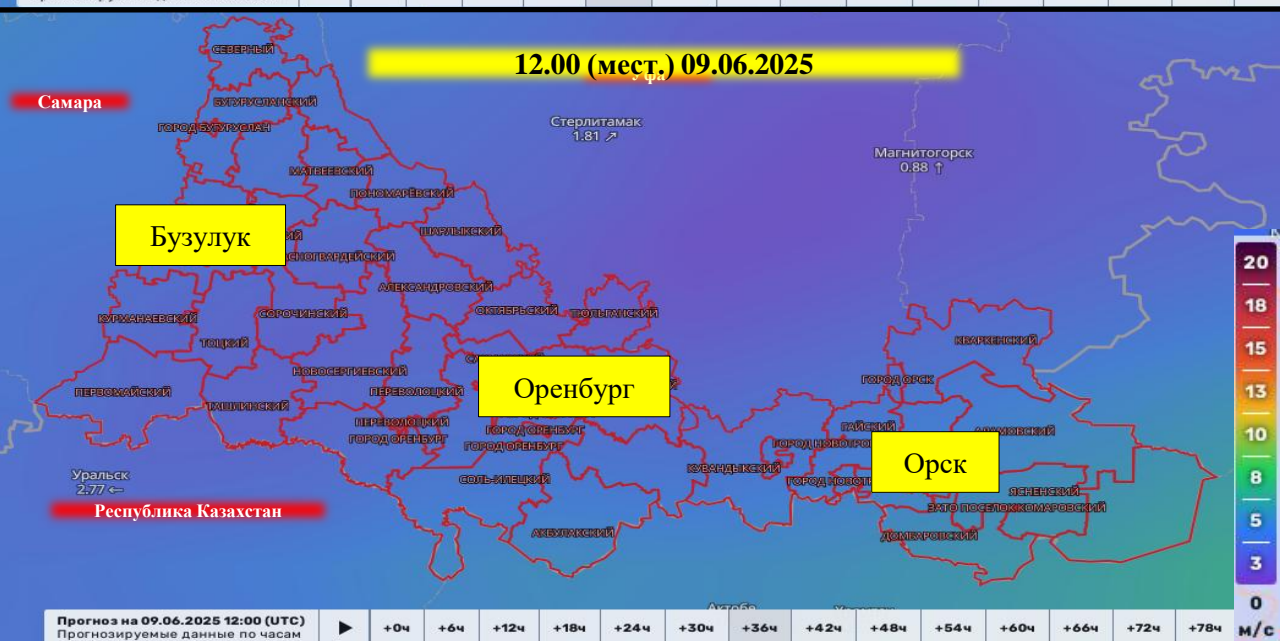 12.00 (мест.) 09.06.2025
Уфа
СЕВЕРНЫЙ
Самара
БУГУРУСЛАНСКИЙ
ГОРОД БУГУРУСЛАН
Стерлитамак
1.81 ↗
Магнитогорск
0.88 ↑
МАТВЕЕВСКИЙ
ПОНОМАРЁВСКИЙ
Бузулук
ШАРЛЫКСКИЙ
АЛЕКСАНДРОВСКИЙ
КУРМАНАЕВСКИЙ
СОРОЧИНСКИЙ
ОКТЯБРЬСКИЙ
ТЮЛЬГАНСКИЙ
ТОЦКИЙ
КВАРКЕНСКИЙ
НОВОСЕРГИЕВСКИЙ
ПЕРВОМАЙСКИЙ
ПЕРЕВОЛОЦКИЙ
Оренбург
ГОРОД ОРСК
ТАШЛИНСКИЙ
ПЕРЕВОЛОЦКИЙ
ГОРОД ОРЕНБУРГ
ГОРОД ОРЕНБУРГ
ГОРОД ОРЕНБУРГ
ГАЙСКИЙ
Орск
КУВАНДЫКСКИЙ
Уральск
2.77 ←
СОЛЬ-ИЛЕЦКИЙ
ЯСНЕНСКИЙ
ЗАТО ПОСЕЛОК КОМАРОВСКИЙ
Республика Казахстан
АКБУЛАКСКИЙ
ДОМБАРОВСКИЙ
20
18
15
13
10
8
5
3
0
м/с
Прогноз на 09.06.2025 12:00 (UTC)
Прогнозируемые данные по часам
▶ +0ч +6ч +12ч +18ч +24ч +30ч +36ч +42ч +48ч +54ч +60ч +66ч +72ч +78ч